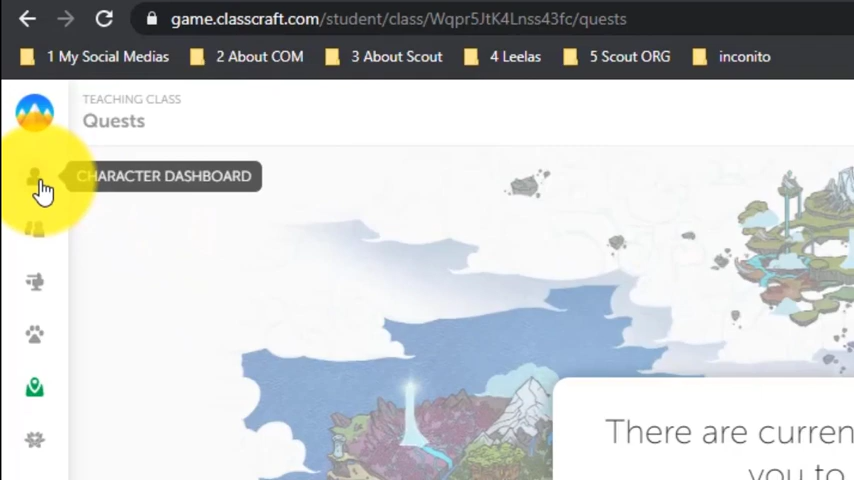 game.classcraft.com/student/class/Wqpr5JtK4Lnss43fc/quests
1 My Social Medias 2 About COM 3 About Scout 4 Leelas 5 Scout ORG inconito
TEACHING CLASS
Quests
CHARACTER DASHBOARD
There are curren
you to